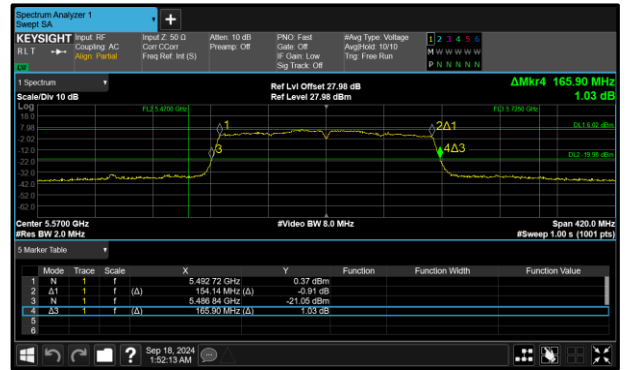 Spectrum Analyzer 1
Swept SA
KEYSIGHT Input: RF Input Z: 50 Ω Atten: 10 dB PNO: Fast #Avg Type: Voltage 1 2 3 4 5 6
RLT Coupling: AC Corr CCorr Preamp: Off Gate: Off Avg|Hold: 10/10 M W W W W W
Align: Partial Freq Ref: Int (S) IF Gain: Low Trig: Free Run
Sig Track: Off P N N N N N
LW
1 Spectrum Ref Lvl Offset 27.98 dB ΔMkr4 165.90 MHz
Scale/Div 10 dB Ref Level 27.98 dBm 1.03 dB
Log
18.0 FL2 5.4700 GHz FL3 5.7250 GHz
7.98 1 2Δ1 DL1 6.02 dBm
-2.02
-12.0 3 4Δ3
-22.0 DL2 -19.98 dBm
-32.0
-42.0
-52.0
-62.0
Center 5.5700 GHz #Video BW 8.0 MHz Span 420.0 MHz
#Res BW 2.0 MHz #Sweep 1.00 s (1001 pts)
5 Marker Table
Mode Trace Scale X Y Function Function Width Function Value
1 N 1 f 5.492 72 GHz 0.37 dBm
2 Δ1 1 f (Δ) 154.14 MHz (Δ) -0.91 dB
3 N 1 f 5.486 84 GHz -21.05 dBm
4 Δ3 1 f (Δ) 165.90 MHz (Δ) 1.03 dB
5
6
? Sep 18, 2024
1:52:13 AM